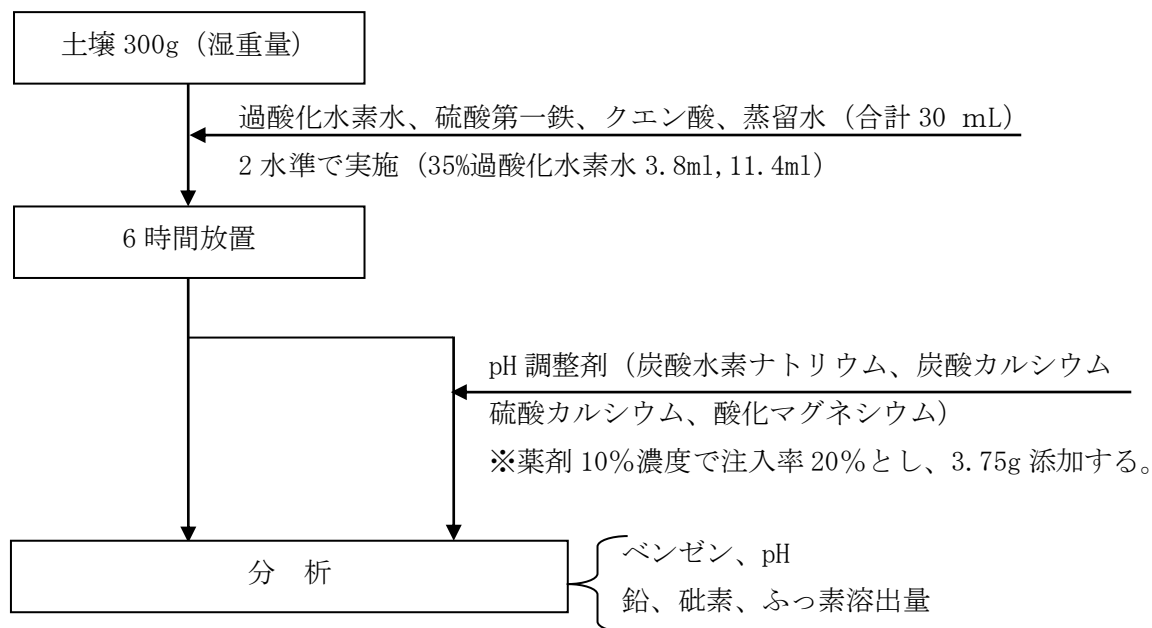 土壌 300g（湿重量）
過酸化水素水、硫酸第一鉄、クエン酸、蒸留水（合計 30 mL）
2 水準で実施（35%過酸化水素水 3.8ml,11.4ml）
6 時間放置
pH 調整剤（炭酸水素ナトリウム、炭酸カルシウム
硫酸カルシウム、酸化マグネシウム）
※薬剤 10％濃度で注入率 20％とし、3.75g 添加する。
分　析
ベンゼン、pH
鉛、砒素、ふっ素溶出量